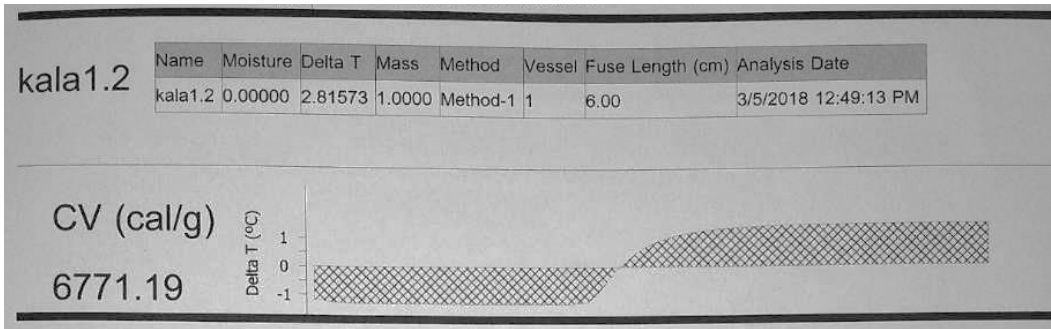 kala1.2
Name Moisture Delta T Mass Method Vessel Fuse Length (cm) Analysis Date
kala1.2 0.00000 2.81573 1.0000 Method-1 1 6.00 3/5/2018 12:49:13 PM
CV (cal/g)
6771.19
Delta T (ºC)
1
0
-1